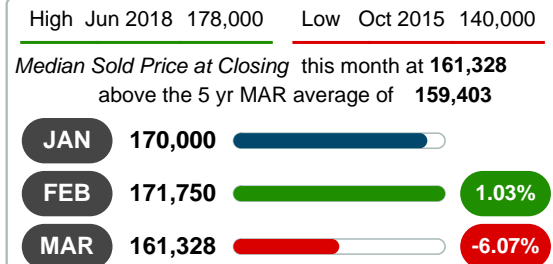 High Jun 2018 178,000 Low Oct 2015 140,000
Median Sold Price at Closing this month at 161,328
above the 5 yr MAR average of 159,403
JAN 170,000
FEB 171,750 1.03%
MAR 161,328 -6.07%